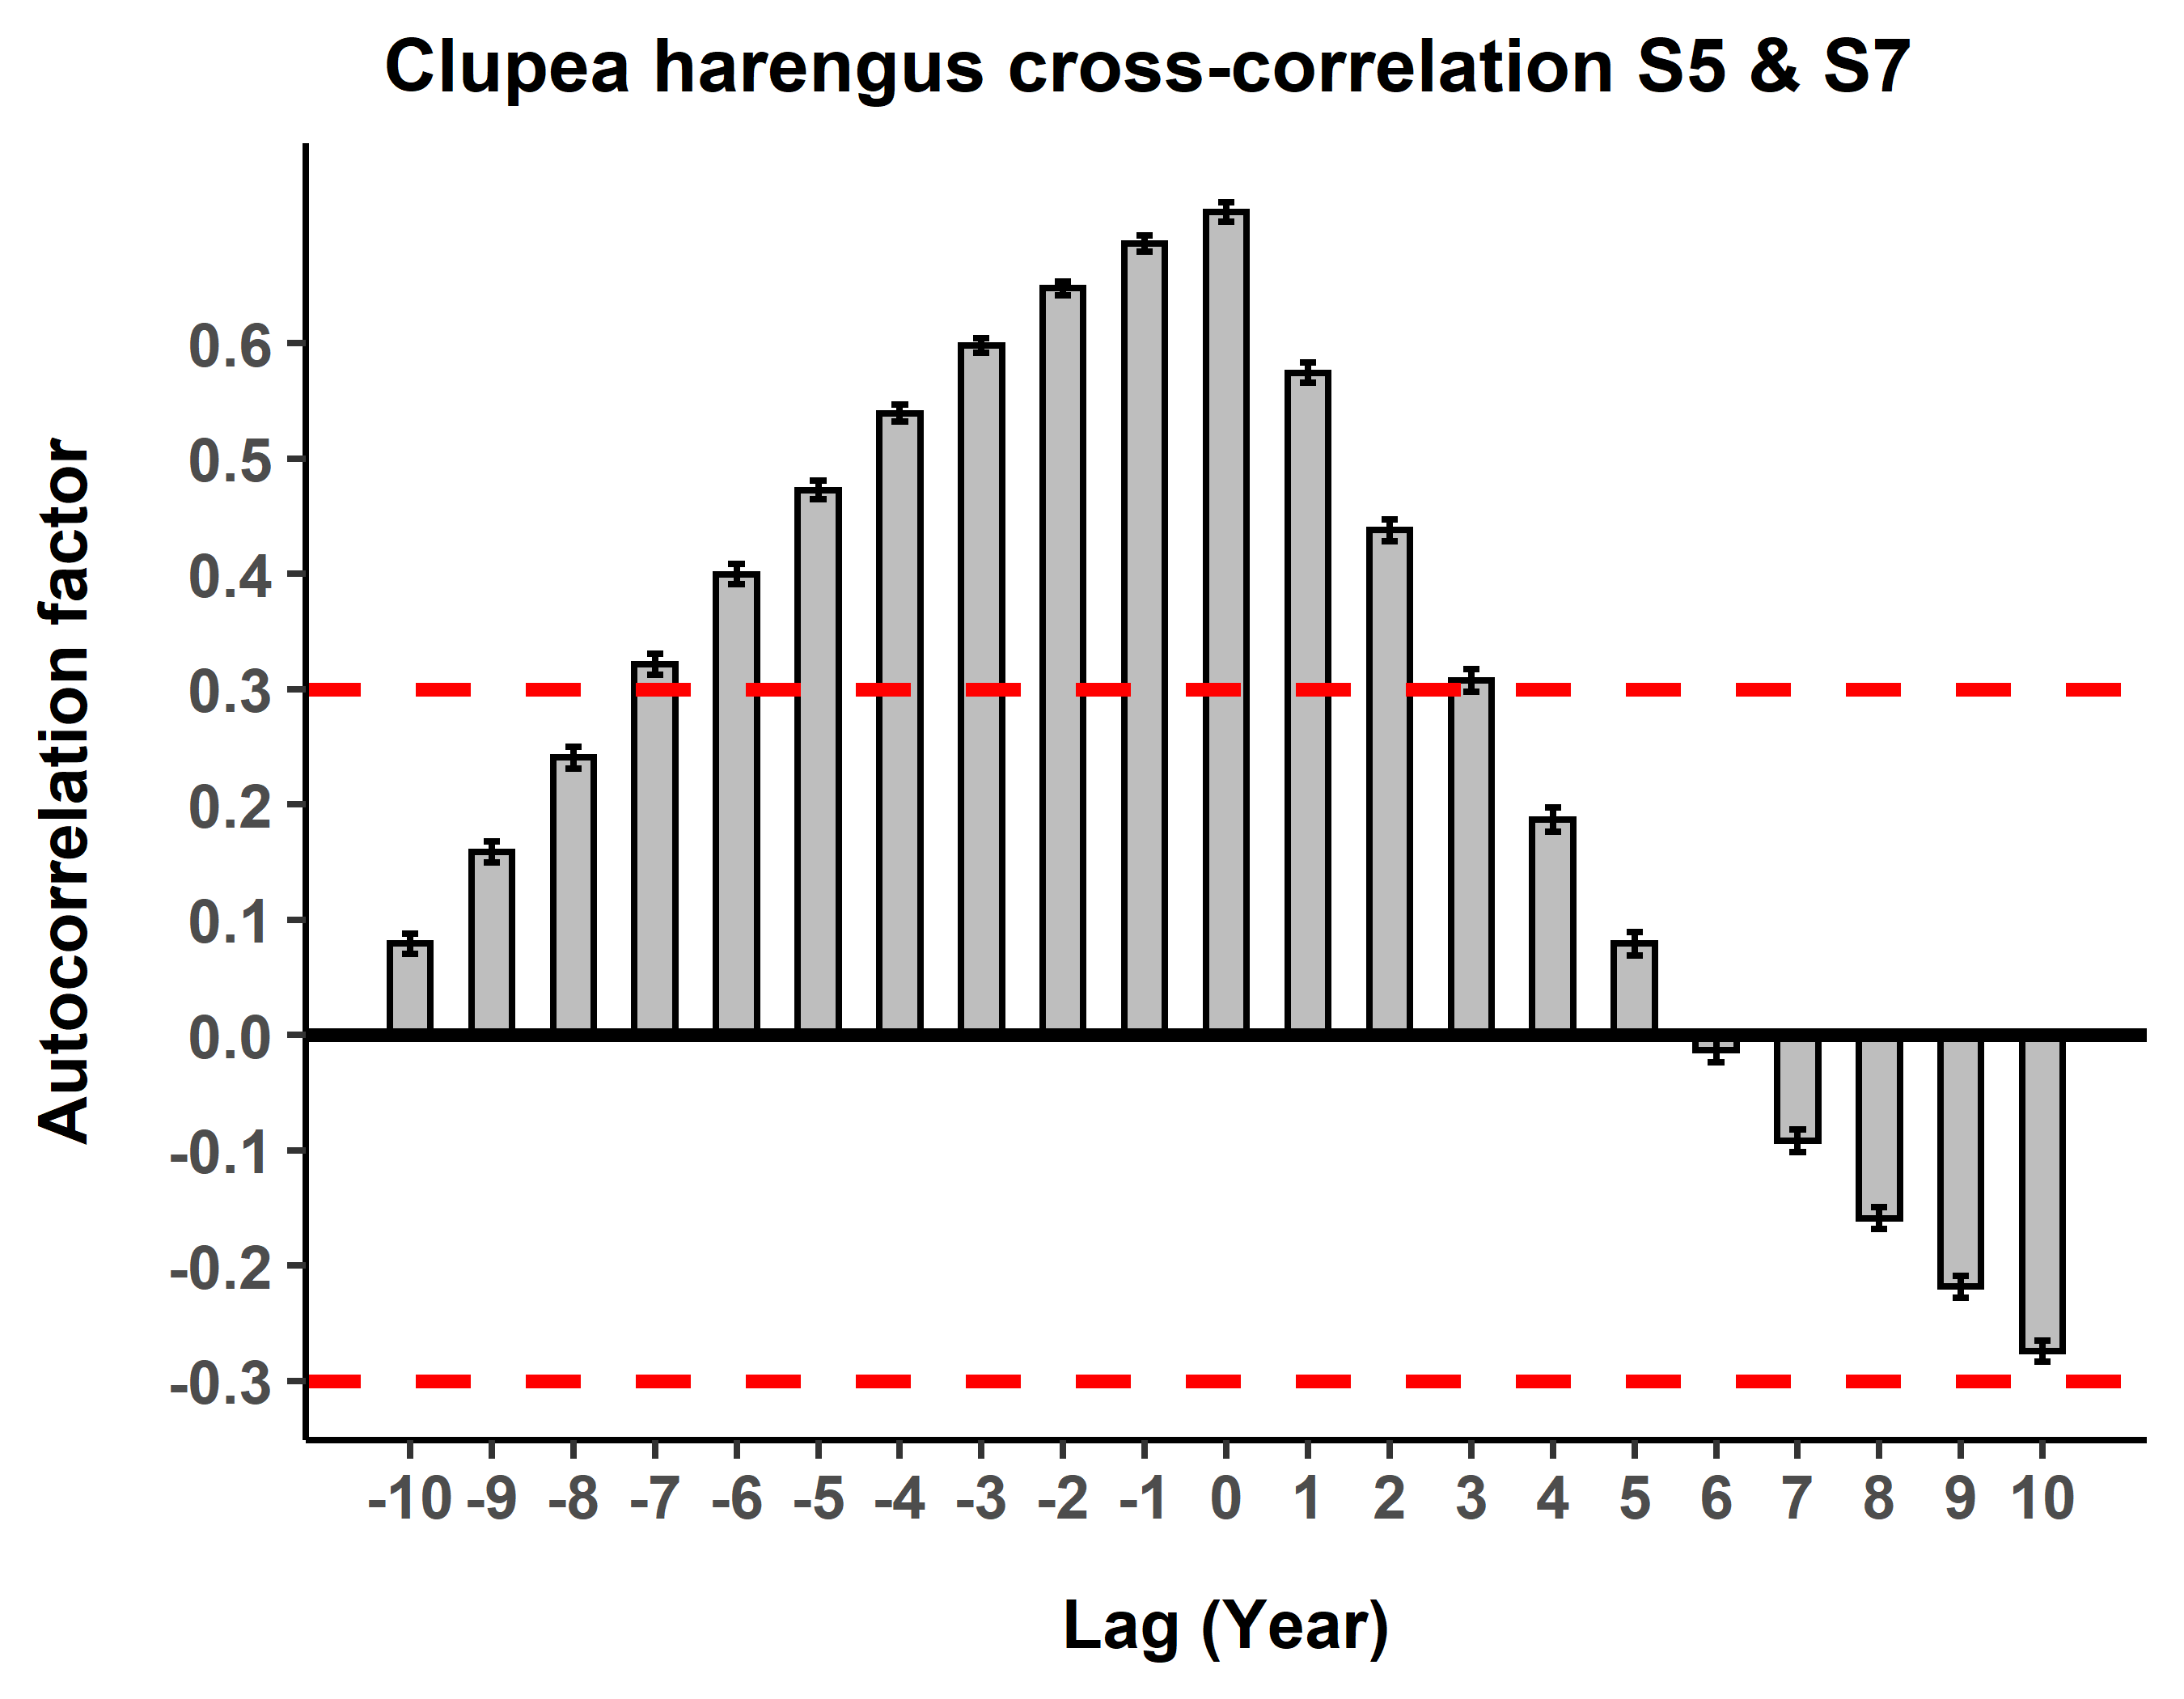 Clupea harengus cross-correlation S5 & S7
Autocorrelation factor
0.6
0.5
0.4
0.3
0.2
0.1
0.0
-0.1
-0.2
-0.3
-10 -9 -8 -7 -6 -5 -4 -3 -2 -1 0 1 2 3 4 5 6 7 8 9 10
Lag (Year)